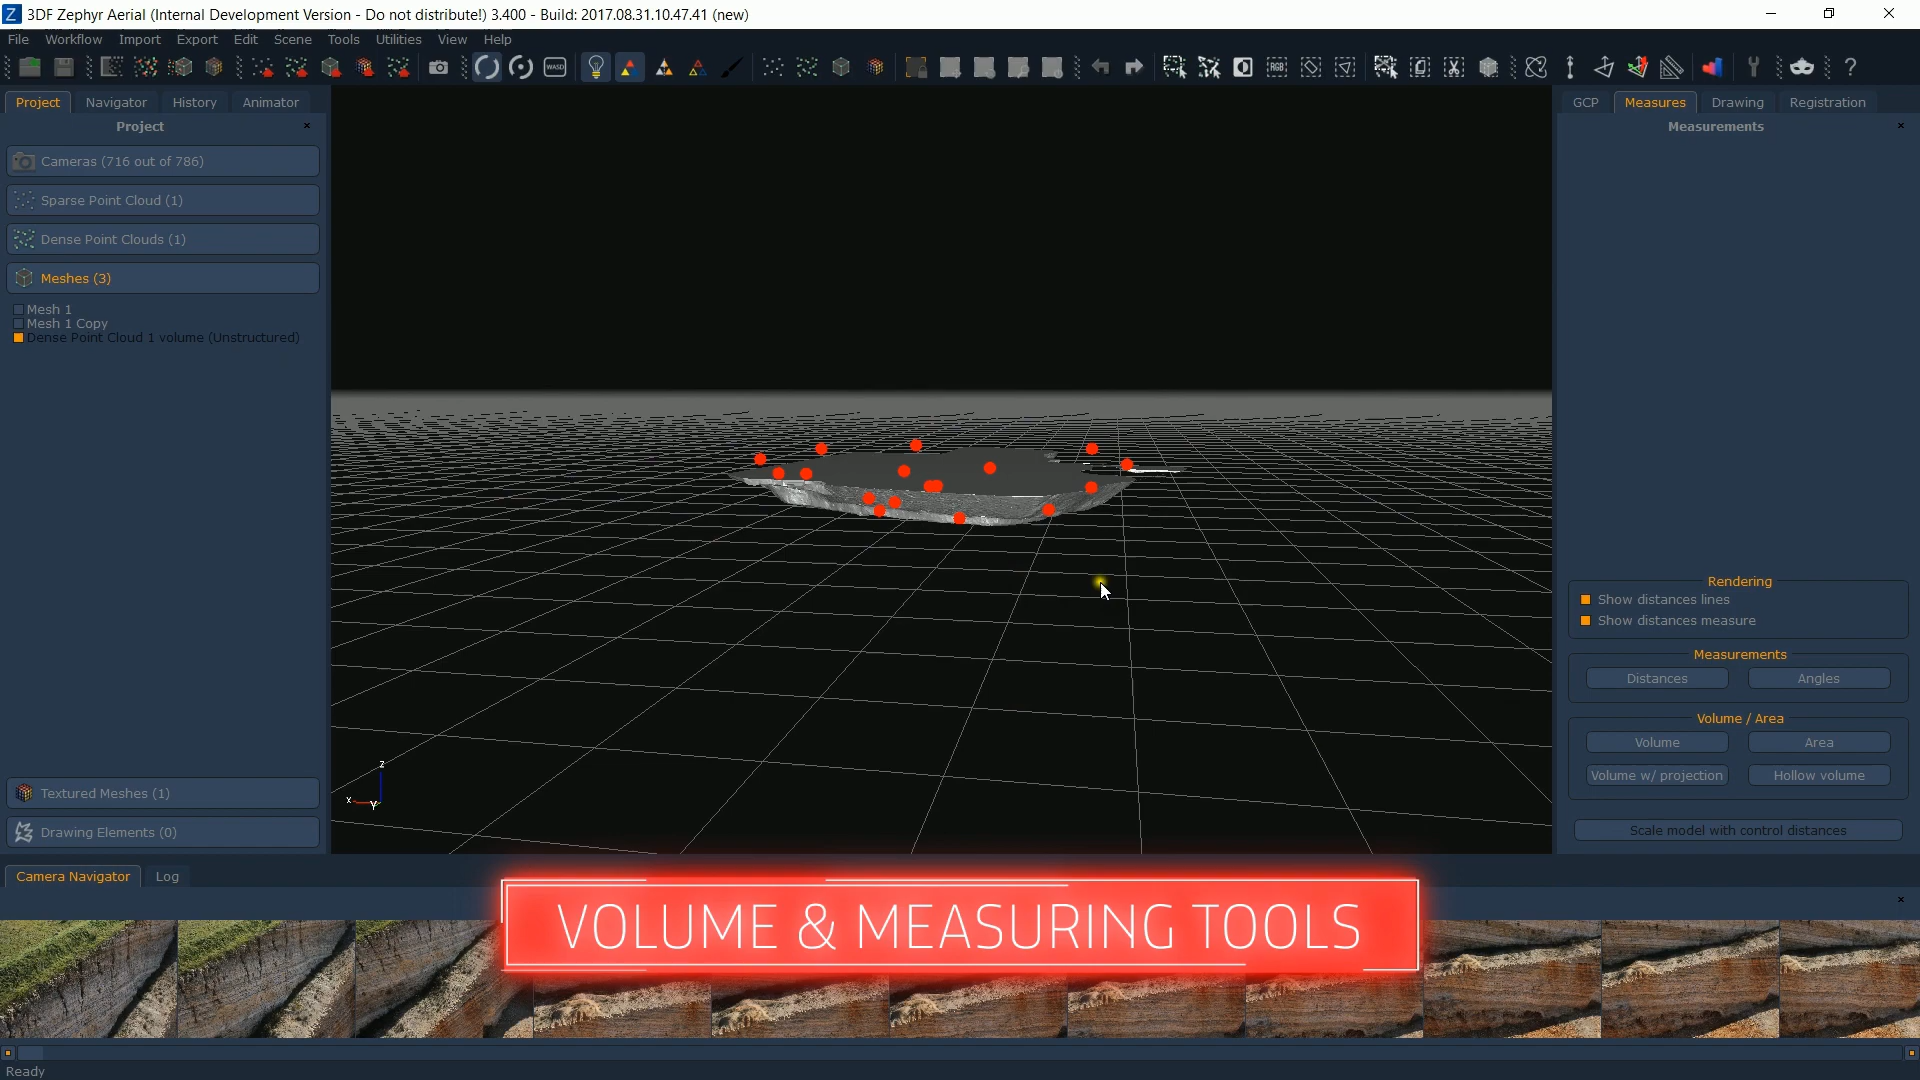 3DF Zephyr Aerial (Internal Development Version - Do not distribute!) 3.400 - Build: 2017.08.31.10.47.41 (new)
File Workflow Import Export Edit Scene Tools Utilities View Help
WASD
RGB
Project Navigator History Animator
Project
Cameras (716 out of 786)
Sparse Point Cloud (1)
Dense Point Clouds (1)
Meshes (3)
Mesh 1
Mesh 1 Copy
Dense Point Cloud 1 volume (Unstructured)
Textured Meshes (1)
Drawing Elements (0)
z
x
Y
GCP Measures Drawing Registration
Measurements
Rendering
Show distances lines
Show distances measure
Measurements
Distances Angles
Volume / Area
Volume Area
Volume w/ projection Hollow volume
Scale model with control distances
Camera Navigator Log
VOLUME & MEASURING TOOLS
Ready